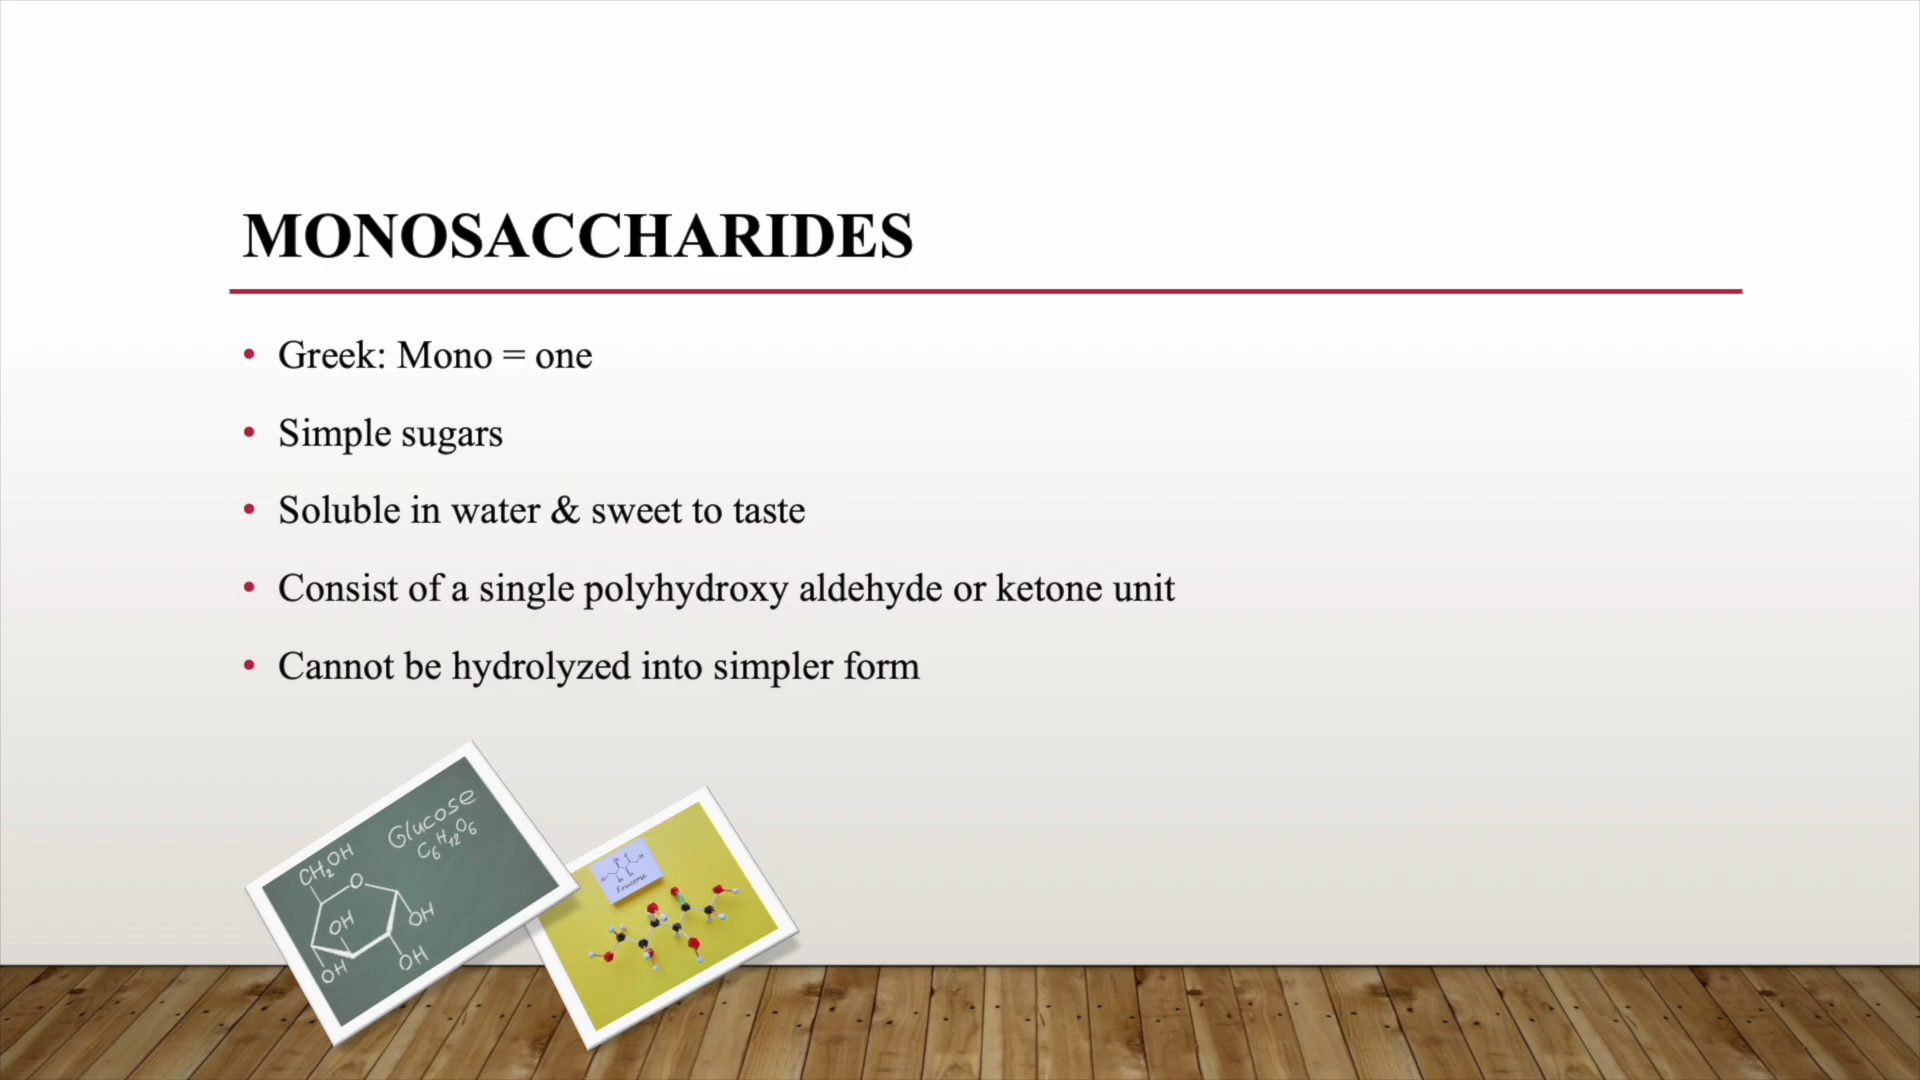 MONOSACCHARIDES
• Greek: Mono = one
• Simple sugars
• Soluble in water & sweet to taste
• Consist of a single polyhydroxy aldehyde or ketone unit
• Cannot be hydrolyzed into simpler form
Glucose
C6H12O6
CH2OH
O
OH
OH
OH
OH
Fructose